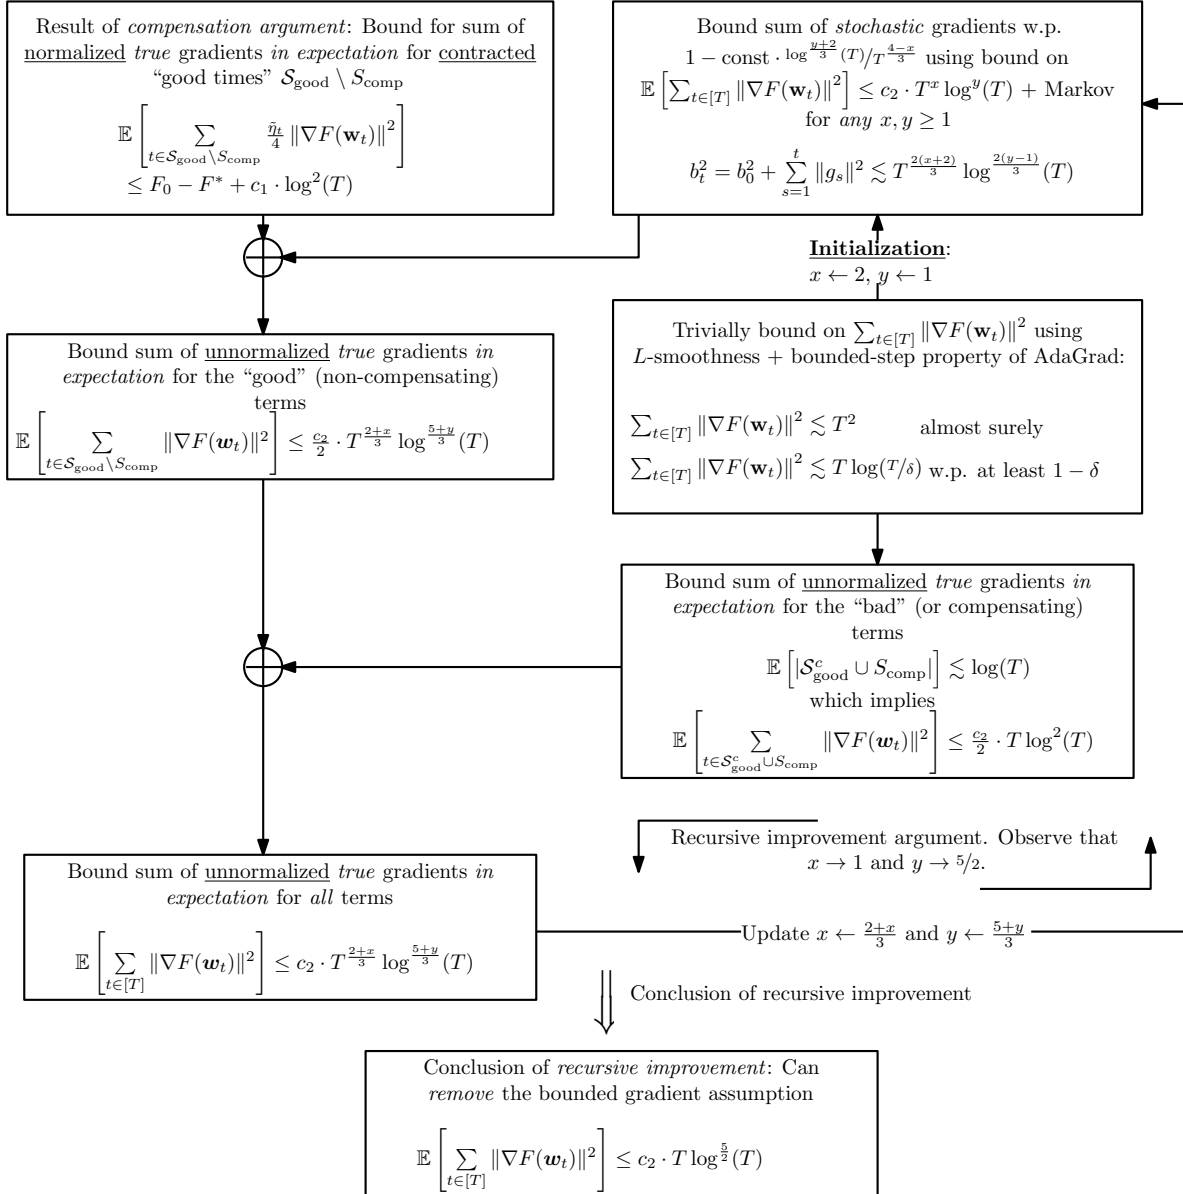 Result of compensation argument: Bound for sum of
normalized true gradients in expectation for contracted
“good times” 𝒮_good \ S_comp
𝔼 [ ∑_{t∈𝒮_good\S_comp} η̃_t/4 ‖∇F(𝐰_t)‖² ]
≤ F_0 − F* + c_1 · log²(T)
Bound sum of stochastic gradients w.p.
1 − const · log^{(y+2)/3}(T)/T^{(4−x)/3} using bound on
𝔼 [∑_{t∈[T]} ‖∇F(𝐰_t)‖²] ≤ c_2 · T^x log^y(T) + Markov
for any x, y ≥ 1
b_t² = b_0² + ∑_{s=1}^{t} ‖g_s‖² ≲ T^{2(x+2)/3} log^{2(y−1)/3}(T)
Initialization:
x ← 2, y ← 1
Trivially bound on ∑_{t∈[T]} ‖∇F(𝐰_t)‖² using
L-smoothness + bounded-step property of AdaGrad:
∑_{t∈[T]} ‖∇F(𝐰_t)‖² ≲ T² almost surely
∑_{t∈[T]} ‖∇F(𝐰_t)‖² ≲ T log(T/δ) w.p. at least 1 − δ
Bound sum of unnormalized true gradients in
expectation for the “good” (non-compensating)
terms
𝔼 [ ∑_{t∈𝒮_good\S_comp} ‖∇F(𝒘_t)‖² ] ≤ c_2/2 · T^{(2+x)/3} log^{(5+y)/3}(T)
Bound sum of unnormalized true gradients in
expectation for the “bad” (or compensating)
terms
𝔼 [|𝒮^c_good ∪ S_comp|] ≲ log(T)
which implies
𝔼 [ ∑_{t∈𝒮^c_good∪S_comp} ‖∇F(𝒘_t)‖² ] ≤ c_2/2 · T log²(T)
Recursive improvement argument. Observe that
x → 1 and y → 5/2.
Bound sum of unnormalized true gradients in
expectation for all terms
𝔼 [ ∑_{t∈[T]} ‖∇F(𝒘_t)‖² ] ≤ c_2 · T^{(2+x)/3} log^{(5+y)/3}(T)
Update x ← (2+x)/3 and y ← (5+y)/3
Conclusion of recursive improvement
Conclusion of recursive improvement: Can
remove the bounded gradient assumption
𝔼 [ ∑_{t∈[T]} ‖∇F(𝒘_t)‖² ] ≤ c_2 · T log^{5/2}(T)